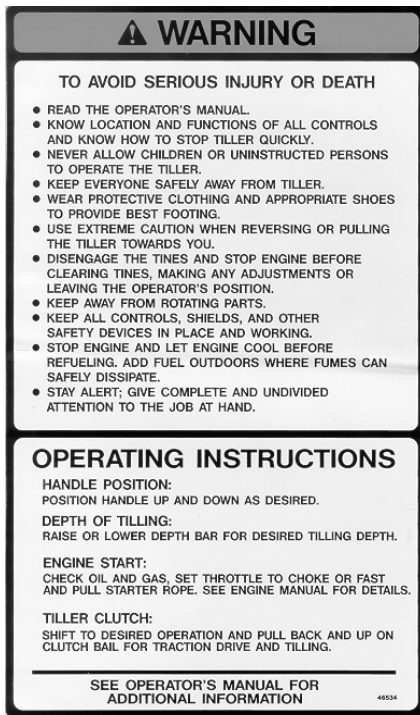 WARNING
TO AVOID SERIOUS INJURY OR DEATH
● READ THE OPERATOR'S MANUAL.
● KNOW LOCATION AND FUNCTIONS OF ALL CONTROLS
AND KNOW HOW TO STOP TILLER QUICKLY.
● NEVER ALLOW CHILDREN OR UNINSTRUCTED PERSONS
TO OPERATE THE TILLER.
● KEEP EVERYONE SAFELY AWAY FROM TILLER.
● WEAR PROTECTIVE CLOTHING AND APPROPRIATE SHOES
TO PROVIDE BEST FOOTING.
● USE EXTREME CAUTION WHEN REVERSING OR PULLING
THE TILLER TOWARDS YOU.
● DISENGAGE THE TINES AND STOP ENGINE BEFORE
CLEARING TINES, MAKING ANY ADJUSTMENTS OR
LEAVING THE OPERATOR'S POSITION.
● KEEP AWAY FROM ROTATING PARTS.
● KEEP ALL CONTROLS, SHIELDS, AND OTHER
SAFETY DEVICES IN PLACE AND WORKING.
● STOP ENGINE AND LET ENGINE COOL BEFORE
REFUELING. ADD FUEL OUTDOORS WHERE FUMES CAN
SAFELY DISSIPATE.
● STAY ALERT; GIVE COMPLETE AND UNDIVIDED
ATTENTION TO THE JOB AT HAND.
OPERATING INSTRUCTIONS
HANDLE POSITION:
POSITION HANDLE UP AND DOWN AS DESIRED.
DEPTH OF TILLING:
RAISE OR LOWER DEPTH BAR FOR DESIRED TILLING DEPTH.
ENGINE START:
CHECK OIL AND GAS, SET THROTTLE TO CHOKE OR FAST
AND PULL STARTER ROPE. SEE ENGINE MANUAL FOR DETAILS.
TILLER CLUTCH:
SHIFT TO DESIRED OPERATION AND PULL BACK AND UP ON
CLUTCH BAIL FOR TRACTION DRIVE AND TILLING.
SEE OPERATOR'S MANUAL FOR
ADDITIONAL INFORMATION
46534